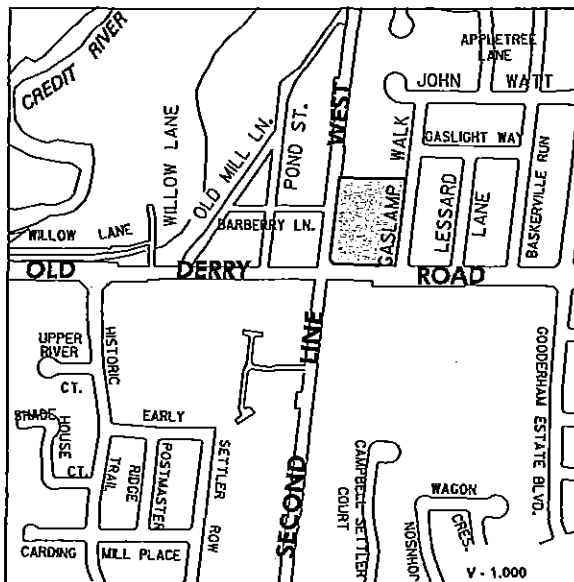 CREDIT RIVER
APPLETREE
LANE
JOHN WATT
WILLOW LANE
OLD MILL LN.
POND ST.
WEST
WALK
GASLIGHT WAY
GASLAMP
LESSARD
LANE
BASKERVILLE RUN
BARBERRY LN.
WILLOW LANE
OLD DERRY ROAD
UPPER
RIVER
CT.
HISTORIC
LINE
GOODERHAM ESTATE BLVD.
SHADE
HOUSE
CT.
EARLY
SETTLER
ROW
RIDGE
TRAIL
POSTMASTER
SECOND
CAMPBELL SETTLER
COURT
WAGON
JOHNSON
CRES.
CARDING MILL PLACE
V - 1.000